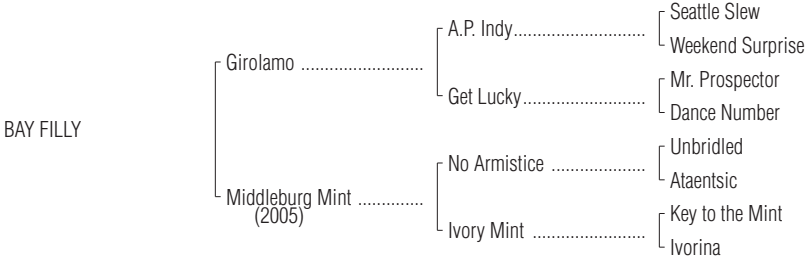 Seattle Slew
A.P. Indy..........................
Weekend Surprise
Girolamo ........................
Mr. Prospector
Get Lucky........................
Dance Number
BAY FILLY
Unbridled
No Armistice ...................
Ataentsic
Middleburg Mint .............
(2005)
Key to the Mint
Ivory Mint .......................
Ivorina